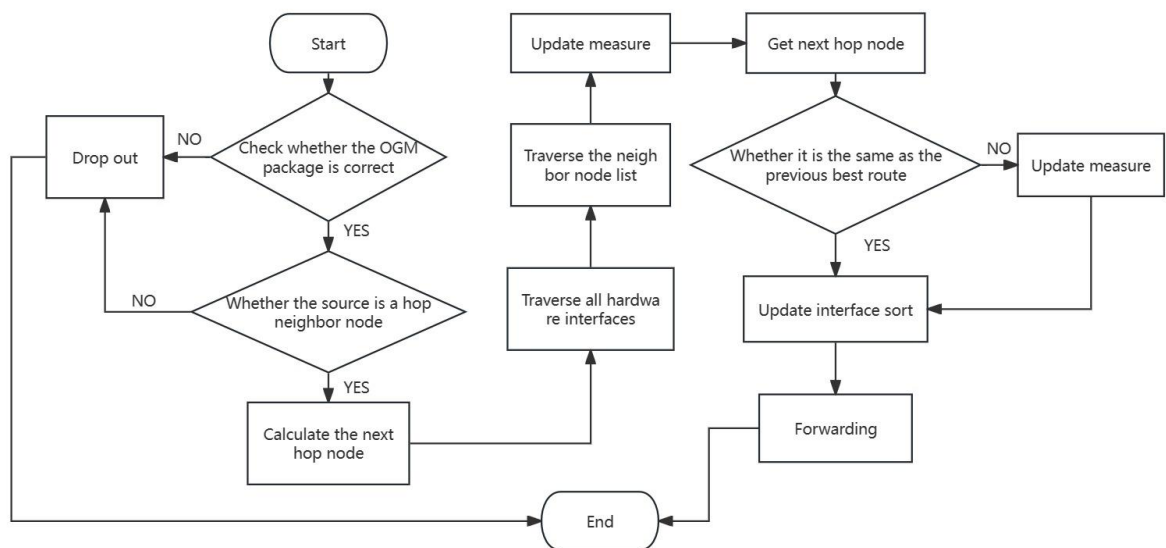 Start
Check whether the OGM
package is correct
NO
Drop out
YES
Whether the source is a hop
neighbor node
NO
YES
Calculate the next
hop node
Traverse all hardwa
re interfaces
Traverse the neigh
bor node list
Update measure
Get next hop node
Whether it is the same as the
previous best route
NO
Update measure
YES
Update interface sort
Forwarding
End